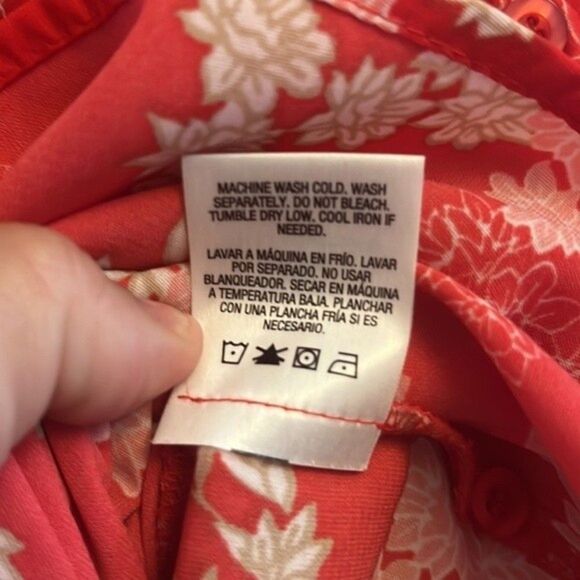 MACHINE WASH COLD. WASH
SEPARATELY. DO NOT BLEACH.
TUMBLE DRY LOW. COOL IRON IF
NEEDED.
LAVAR A MÁQUINA EN FRÍO. LAVAR
POR SEPARADO. NO USAR
BLANQUEADOR. SECAR EN MÁQUINA
A TEMPERATURA BAJA. PLANCHAR
CON UNA PLANCHA FRÍA SI ES
NECESARIO.